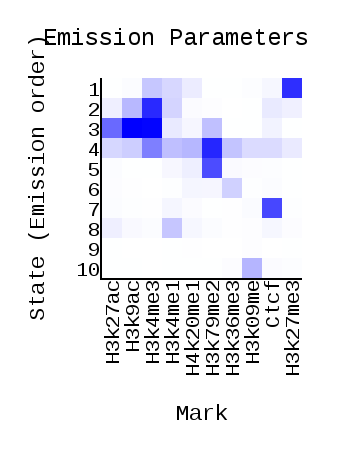 Emission Parameters
State (Emission order)
1
2
3
4
5
6
7
8
9
10
H3k27ac
H3k9ac
H3k4me3
H3k4me1
H4k20me1
H3k79me2
H3k36me3
H3k09me
Ctcf
H3k27me3
Mark